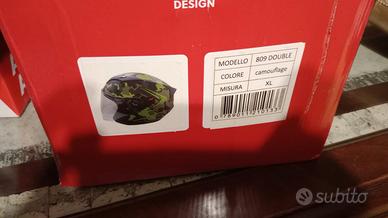 DESIGN
MODELLO 809 DOUBLE
COLORE camouflage
MISURA XL
subito